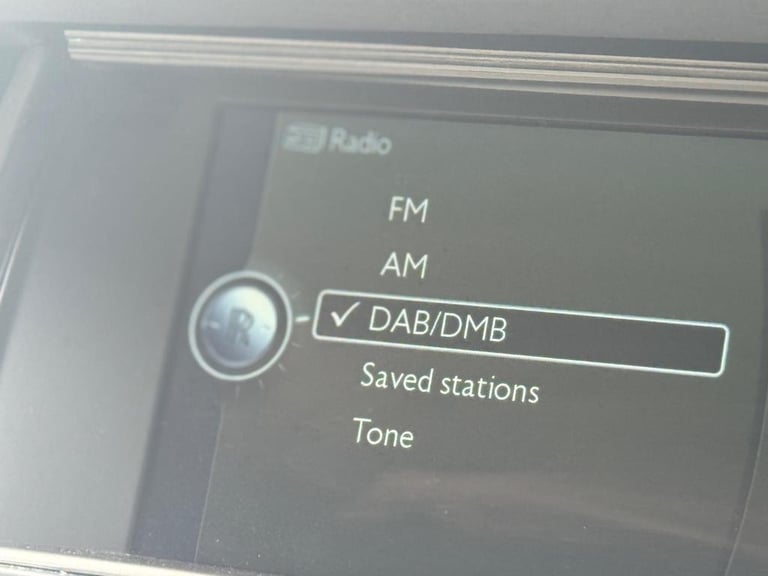 Radio
FM
AM
DAB/DMB
Saved stations
Tone
R